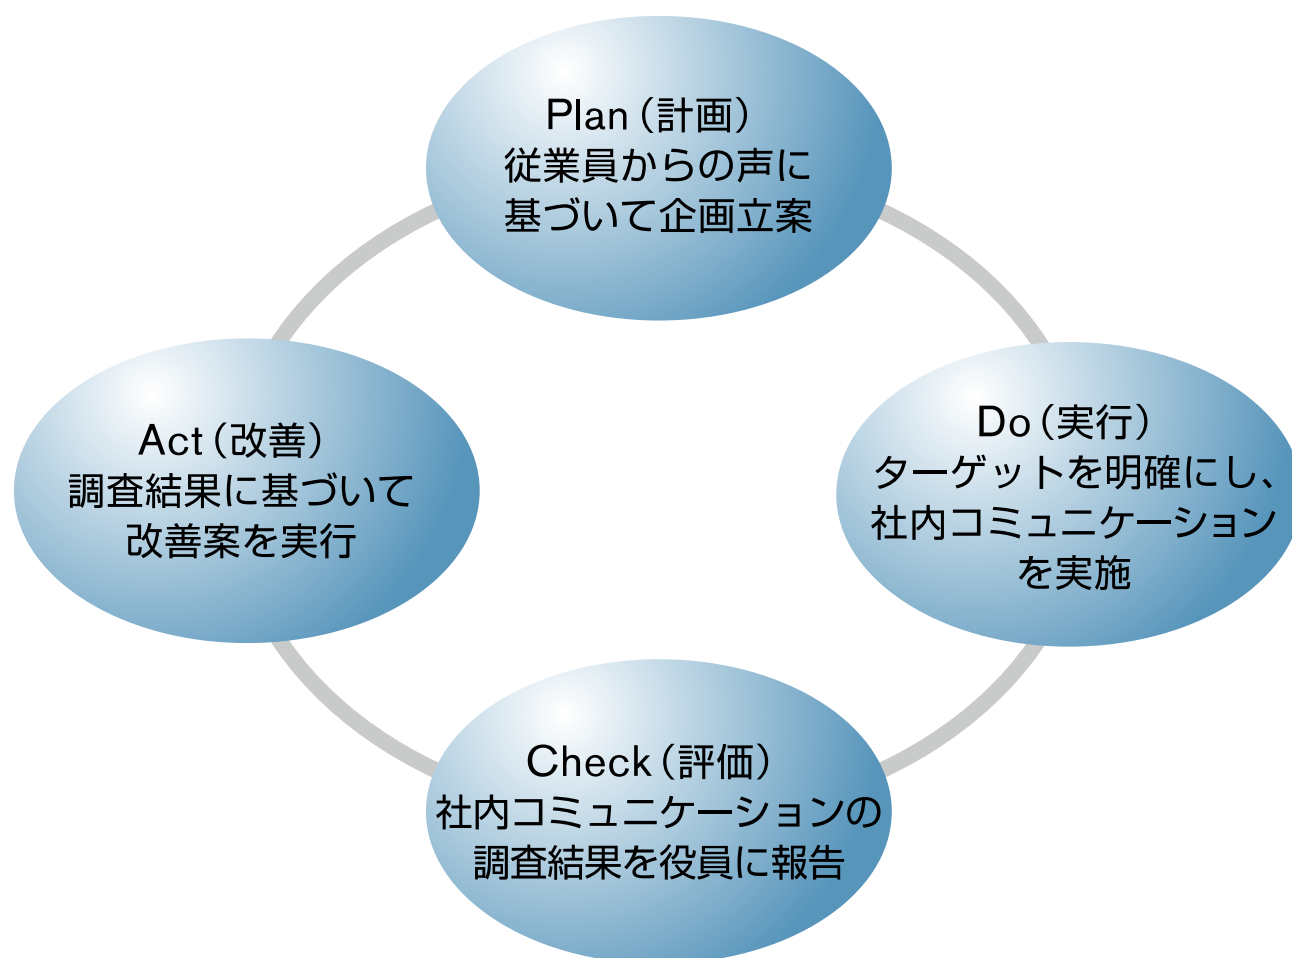 Plan（計画）
従業員からの声に
基づいて企画立案
Do（実行）
ターゲットを明確にし、
社内コミュニケーション
を実施
Check（評価）
社内コミュニケーションの
調査結果を役員に報告
Act（改善）
調査結果に基づいて
改善案を実行